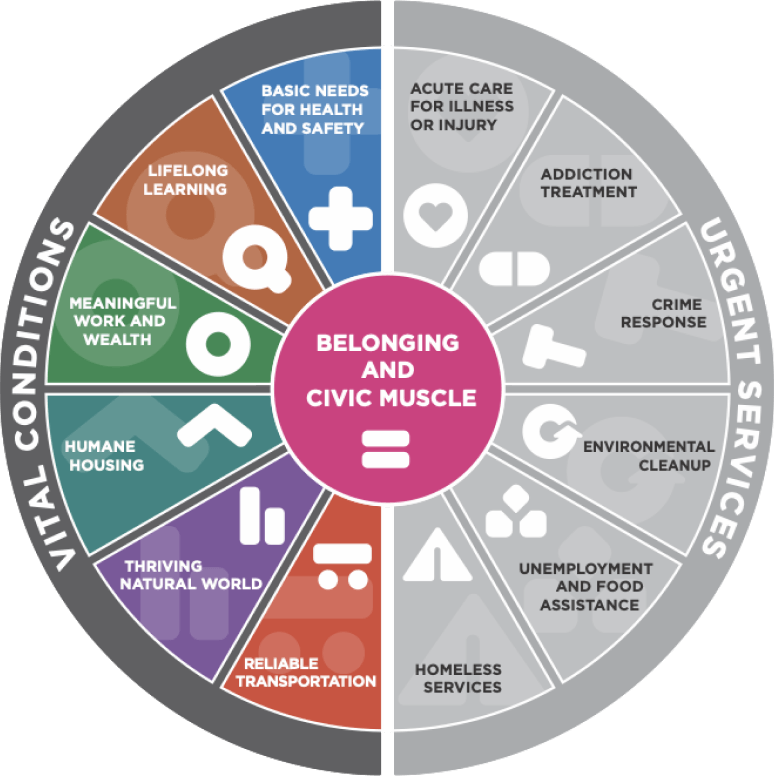 VITAL CONDITIONS
BASIC NEEDS
FOR HEALTH
AND SAFETY
LIFELONG
LEARNING
MEANINGFUL
WORK AND
WEALTH
HUMANE
HOUSING
THRIVING
NATURAL WORLD
RELIABLE
TRANSPORTATION
BELONGING
AND
CIVIC MUSCLE
URGENT SERVICES
ACUTE CARE
FOR ILLNESS
OR INJURY
ADDICTION
TREATMENT
CRIME
RESPONSE
ENVIRONMENTAL
CLEANUP
UNEMPLOYMENT
AND FOOD
ASSISTANCE
HOMELESS
SERVICES